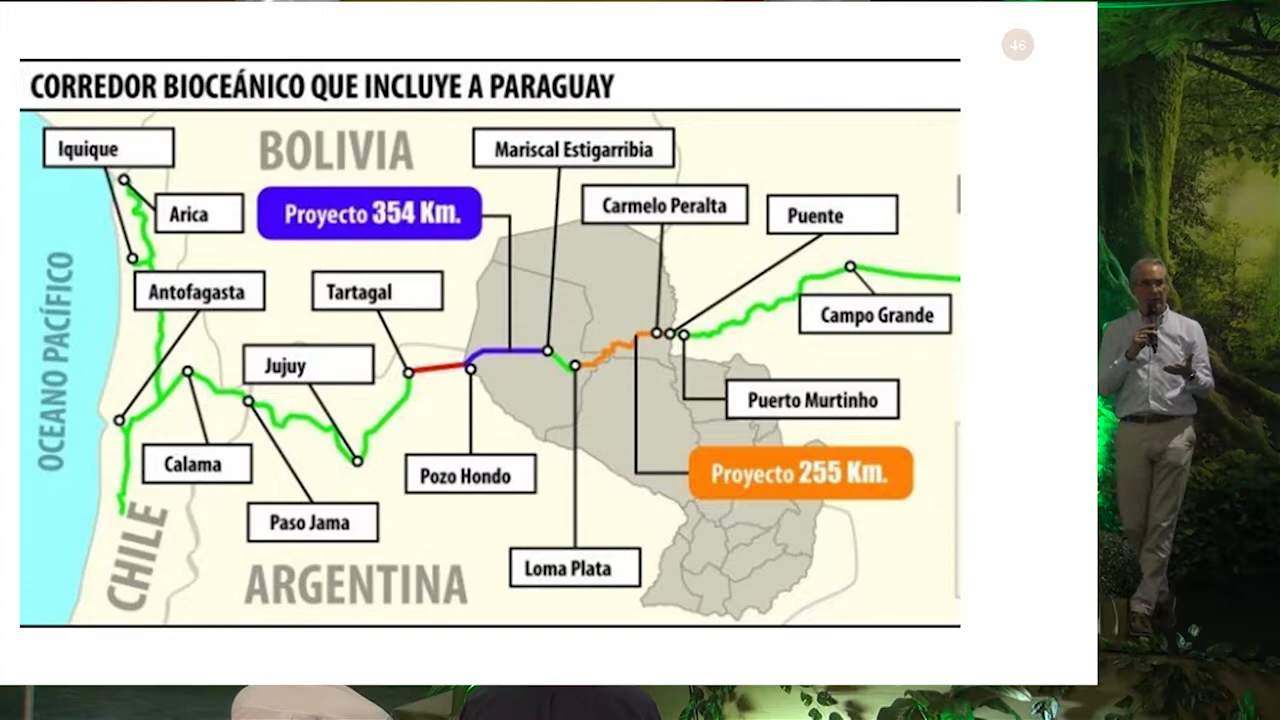 46
CORREDOR BIOCEÁNICO QUE INCLUYE A PARAGUAY
Iquique
BOLIVIA
Mariscal Estigarribia
Arica
Proyecto 354 Km.
Carmelo Peralta
Puente
OCEANO PACÍFICO
Antofagasta
Tartagal
Campo Grande
Jujuy
Puerto Murtinho
Calama
Pozo Hondo
Proyecto 255 Km.
Paso Jama
CHILE
ARGENTINA
Loma Plata